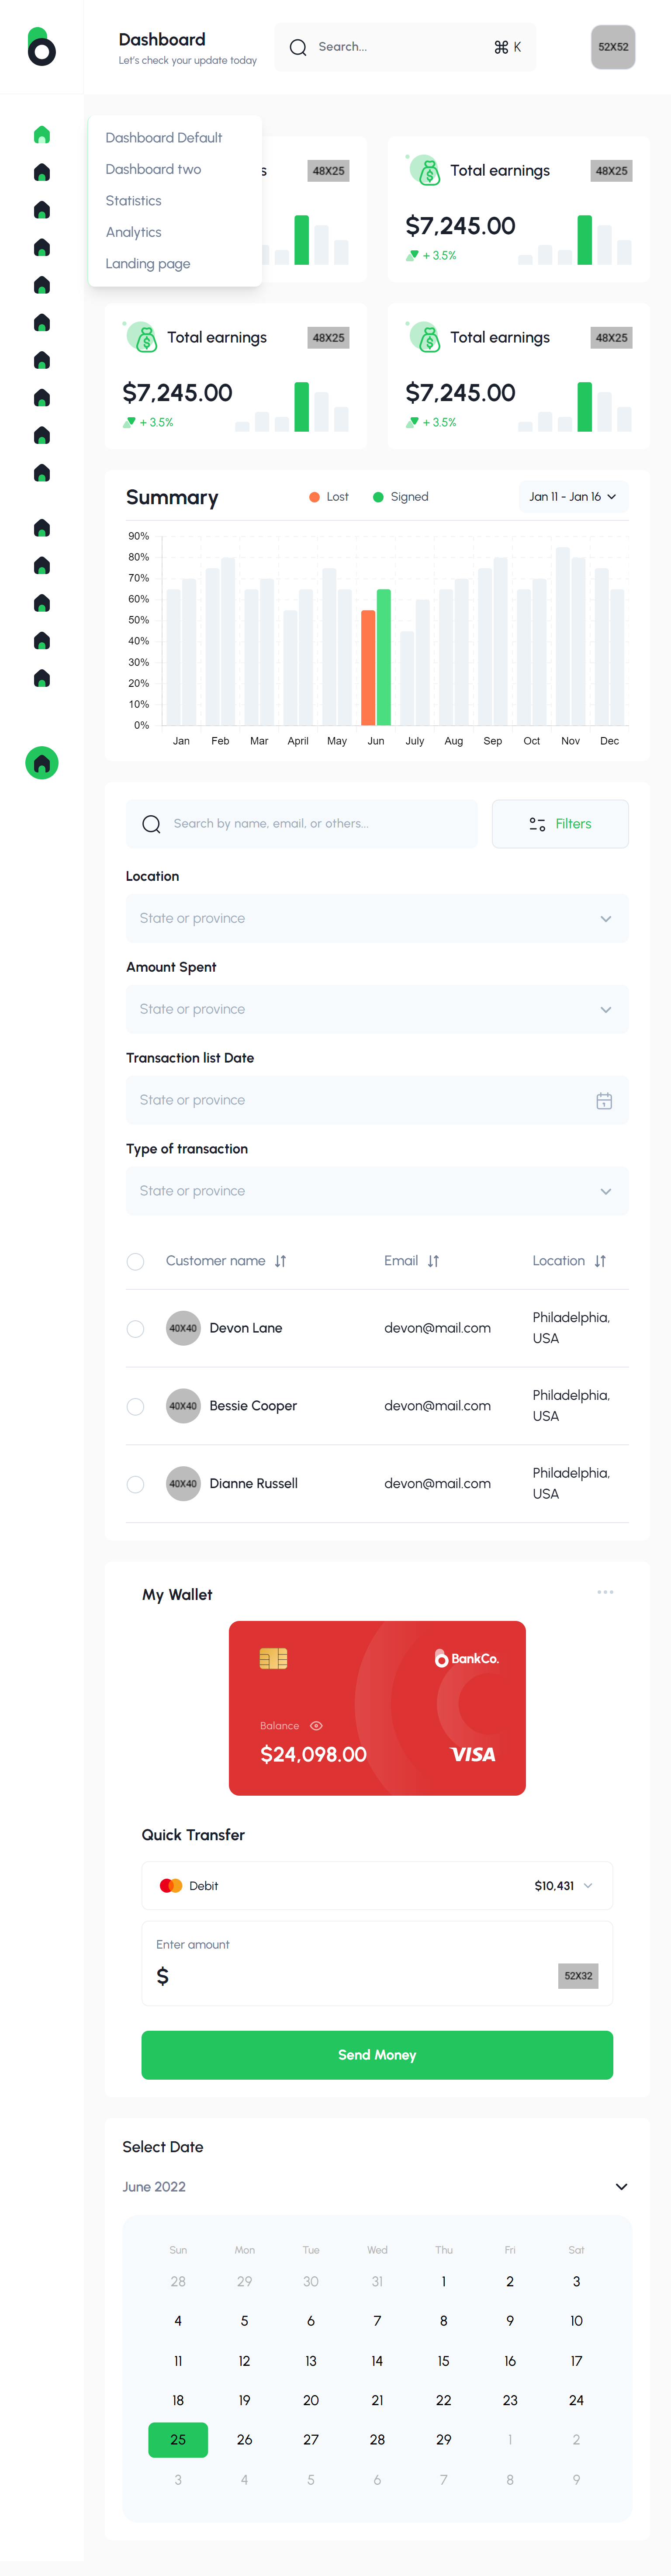 Dashboard
Let's check your update today
Search...
⌘ K
52X52
Dashboard Default
Dashboard two
Statistics
Analytics
Landing page
s
48X25
Total earnings
48X25
$7,245.00
+ 3.5%
Total earnings
48X25
$7,245.00
+ 3.5%
Total earnings
48X25
$7,245.00
+ 3.5%
Summary
Lost
Signed
Jan 11 - Jan 16
90%
80%
70%
60%
50%
40%
30%
20%
10%
0%
Jan Feb Mar April May Jun July Aug Sep Oct Nov Dec
Search by name, email, or others...
Filters
Location
State or province
Amount Spent
State or province
Transaction list Date
State or province
1
Type of transaction
State or province
Customer name Email Location
40X40 Devon Lane devon@mail.com Philadelphia,
USA
40X40 Bessie Cooper devon@mail.com Philadelphia,
USA
40X40 Dianne Russell devon@mail.com Philadelphia,
USA
My Wallet
BankCo.
Balance
$24,098.00
VISA
Quick Transfer
Debit
$10,431
Enter amount
$
52X32
Send Money
Select Date
June 2022
Sun Mon Tue Wed Thu Fri Sat
28 29 30 31 1 2 3
4 5 6 7 8 9 10
11 12 13 14 15 16 17
18 19 20 21 22 23 24
25 26 27 28 29 1 2
3 4 5 6 7 8 9